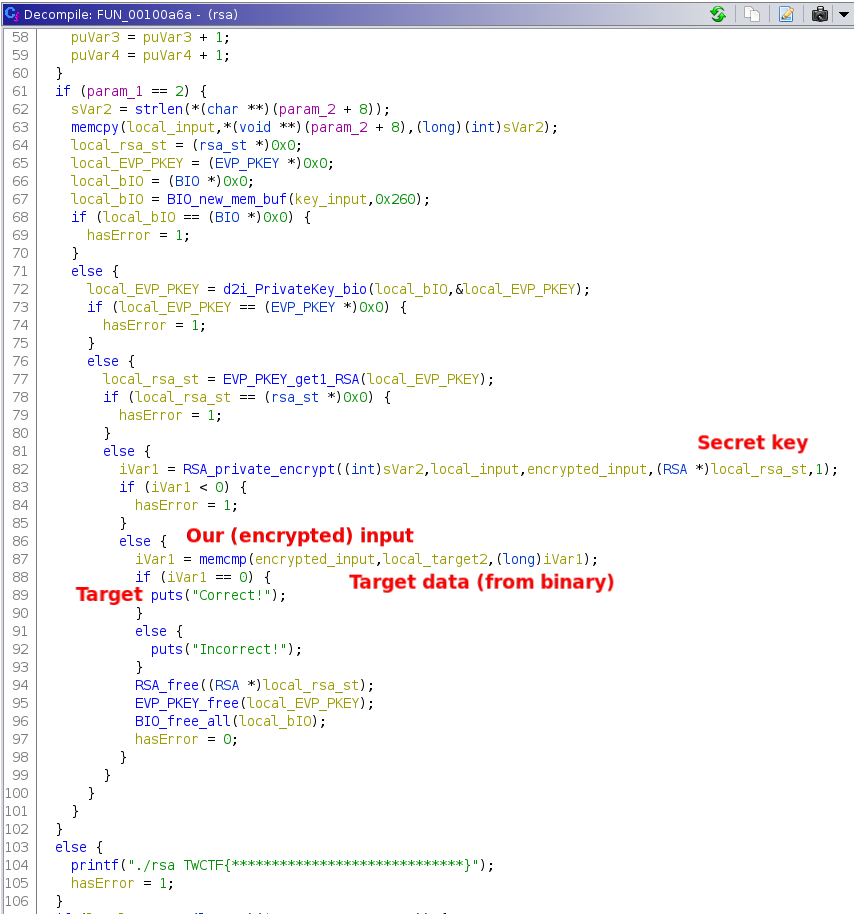 Decompile: FUN_00100a6a - (rsa)
58 puVar3 = puVar3 + 1;
59 puVar4 = puVar4 + 1;
60 }
61 if (param_1 == 2) {
62 sVar2 = strlen(*(char **)(param_2 + 8));
63 memcpy(local_input,*(void **)(param_2 + 8),(long)(int)sVar2);
64 local_rsa_st = (rsa_st *)0x0;
65 local_EVP_PKEY = (EVP_PKEY *)0x0;
66 local_bIO = (BIO *)0x0;
67 local_bIO = BIO_new_mem_buf(key_input,0x260);
68 if (local_bIO == (BIO *)0x0) {
69 hasError = 1;
70 }
71 else {
72 local_EVP_PKEY = d2i_PrivateKey_bio(local_bIO,&local_EVP_PKEY);
73 if (local_EVP_PKEY == (EVP_PKEY *)0x0) {
74 hasError = 1;
75 }
76 else {
77 local_rsa_st = EVP_PKEY_get1_RSA(local_EVP_PKEY);
78 if (local_rsa_st == (rsa_st *)0x0) {
79 hasError = 1;
80 }
81 else {
Secret key
82 iVar1 = RSA_private_encrypt((int)sVar2,local_input,encrypted_input,(RSA *)local_rsa_st,1);
83 if (iVar1 < 0) {
84 hasError = 1;
85 }
86 else {
Our (encrypted) input
87 iVar1 = memcmp(encrypted_input,local_target2,(long)iVar1);
88 if (iVar1 == 0) {
Target data (from binary)
89 Target puts("Correct!");
90 }
91 else {
92 puts("Incorrect!");
93 }
94 RSA_free((RSA *)local_rsa_st);
95 EVP_PKEY_free(local_EVP_PKEY);
96 BIO_free_all(local_bIO);
97 hasError = 0;
98 }
99 }
100 }
101 }
102 }
103 else {
104 printf("./rsa TWCTF{*****************************}");
105 hasError = 1;
106 }